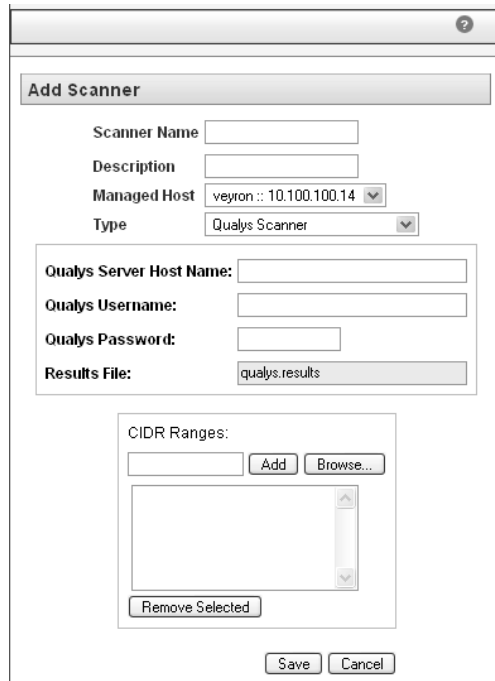 ?
Add Scanner
Scanner Name
Description
Managed Host veyron :: 10.100.100.14
Type Qualys Scanner
Qualys Server Host Name:
Qualys Username:
Qualys Password:
Results File: qualys.results
CIDR Ranges:
Add Browse...
Remove Selected
Save Cancel